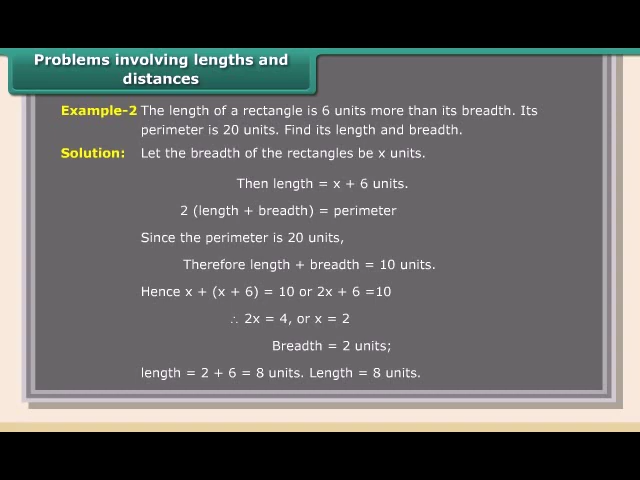 Problems involving lengths and
distances
Example-2 The length of a rectangle is 6 units more than its breadth. Its
perimeter is 20 units. Find its length and breadth.
Solution: Let the breadth of the rectangles be x units.
Then length = x + 6 units.
2 (length + breadth) = perimeter
Since the perimeter is 20 units,
Therefore length + breadth = 10 units.
Hence x + (x + 6) = 10 or 2x + 6 =10
∴ 2x = 4, or x = 2
Breadth = 2 units;
length = 2 + 6 = 8 units. Length = 8 units.